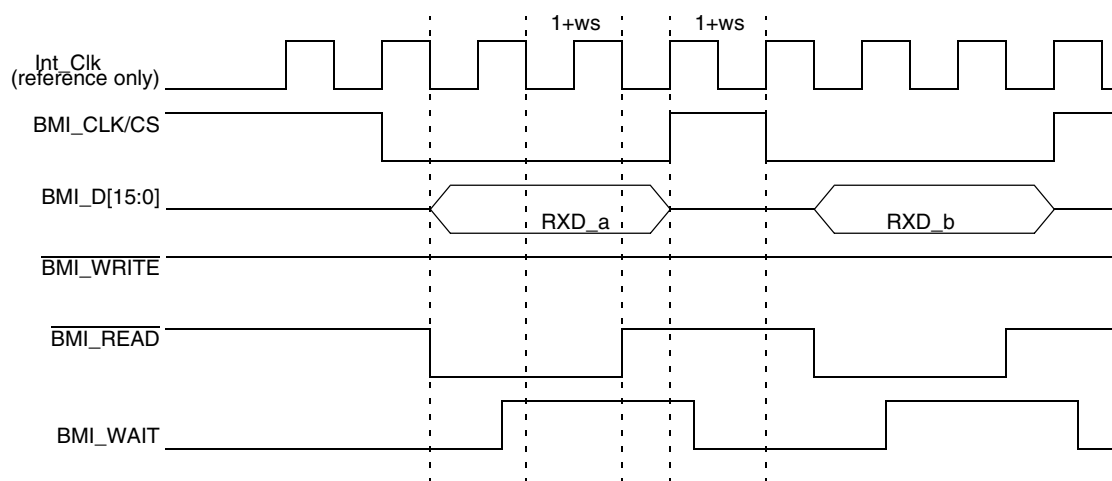 1+ws 1+ws
Int_Clk
(reference only)
BMI_CLK/CS
BMI_D[15:0]
RXD_a RXD_b
BMI_WRITE
BMI_READ
BMI_WAIT